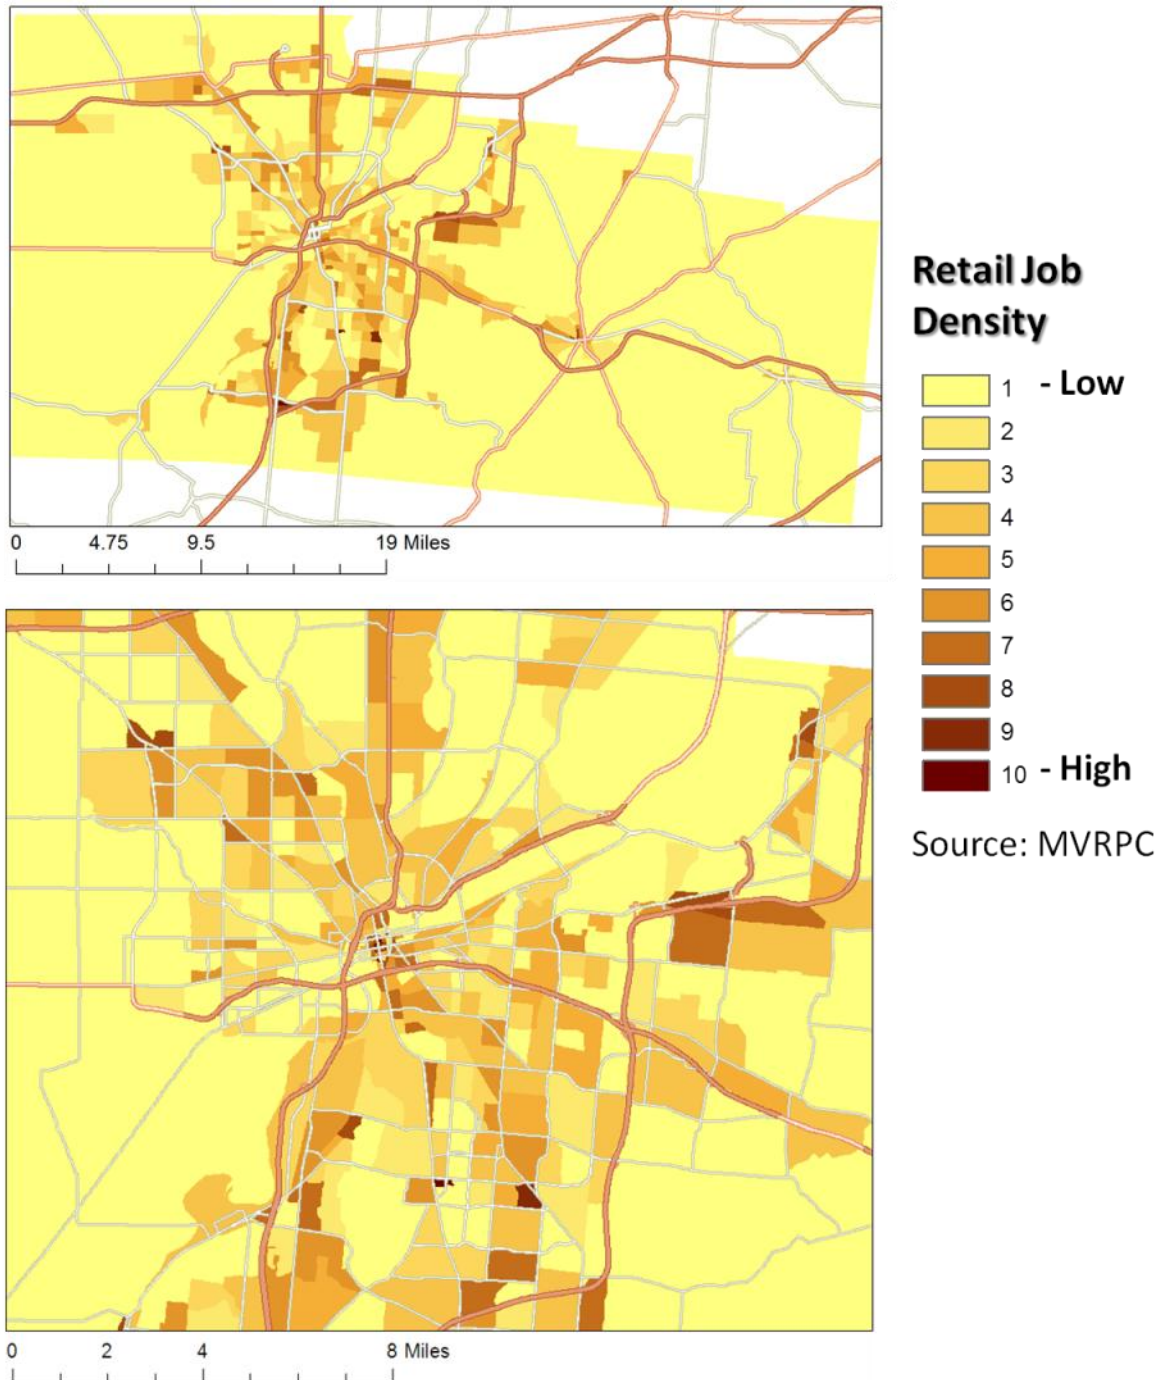 Retail Job
Density
1 - Low
2
3
4
5
6
7
8
9
10 - High
Source: MVRPC
0 4.75 9.5 19 Miles
0 2 4 8 Miles